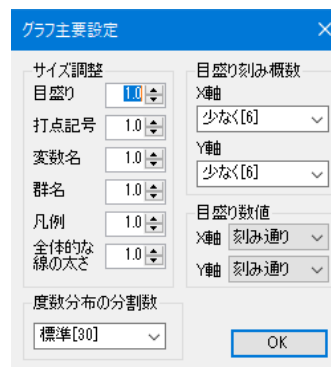 グラフ主要設定
サイズ調整
目盛り 1.0
打点記号 1.0
変数名 1.0
群名 1.0
凡例 1.0
全体的な
線の太さ 1.0
目盛り刻み概数
X軸
少なく[6]
Y軸
少なく[6]
目盛り数値
X軸 刻み通り
Y軸 刻み通り
度数分布の分割数
標準[30]
OK